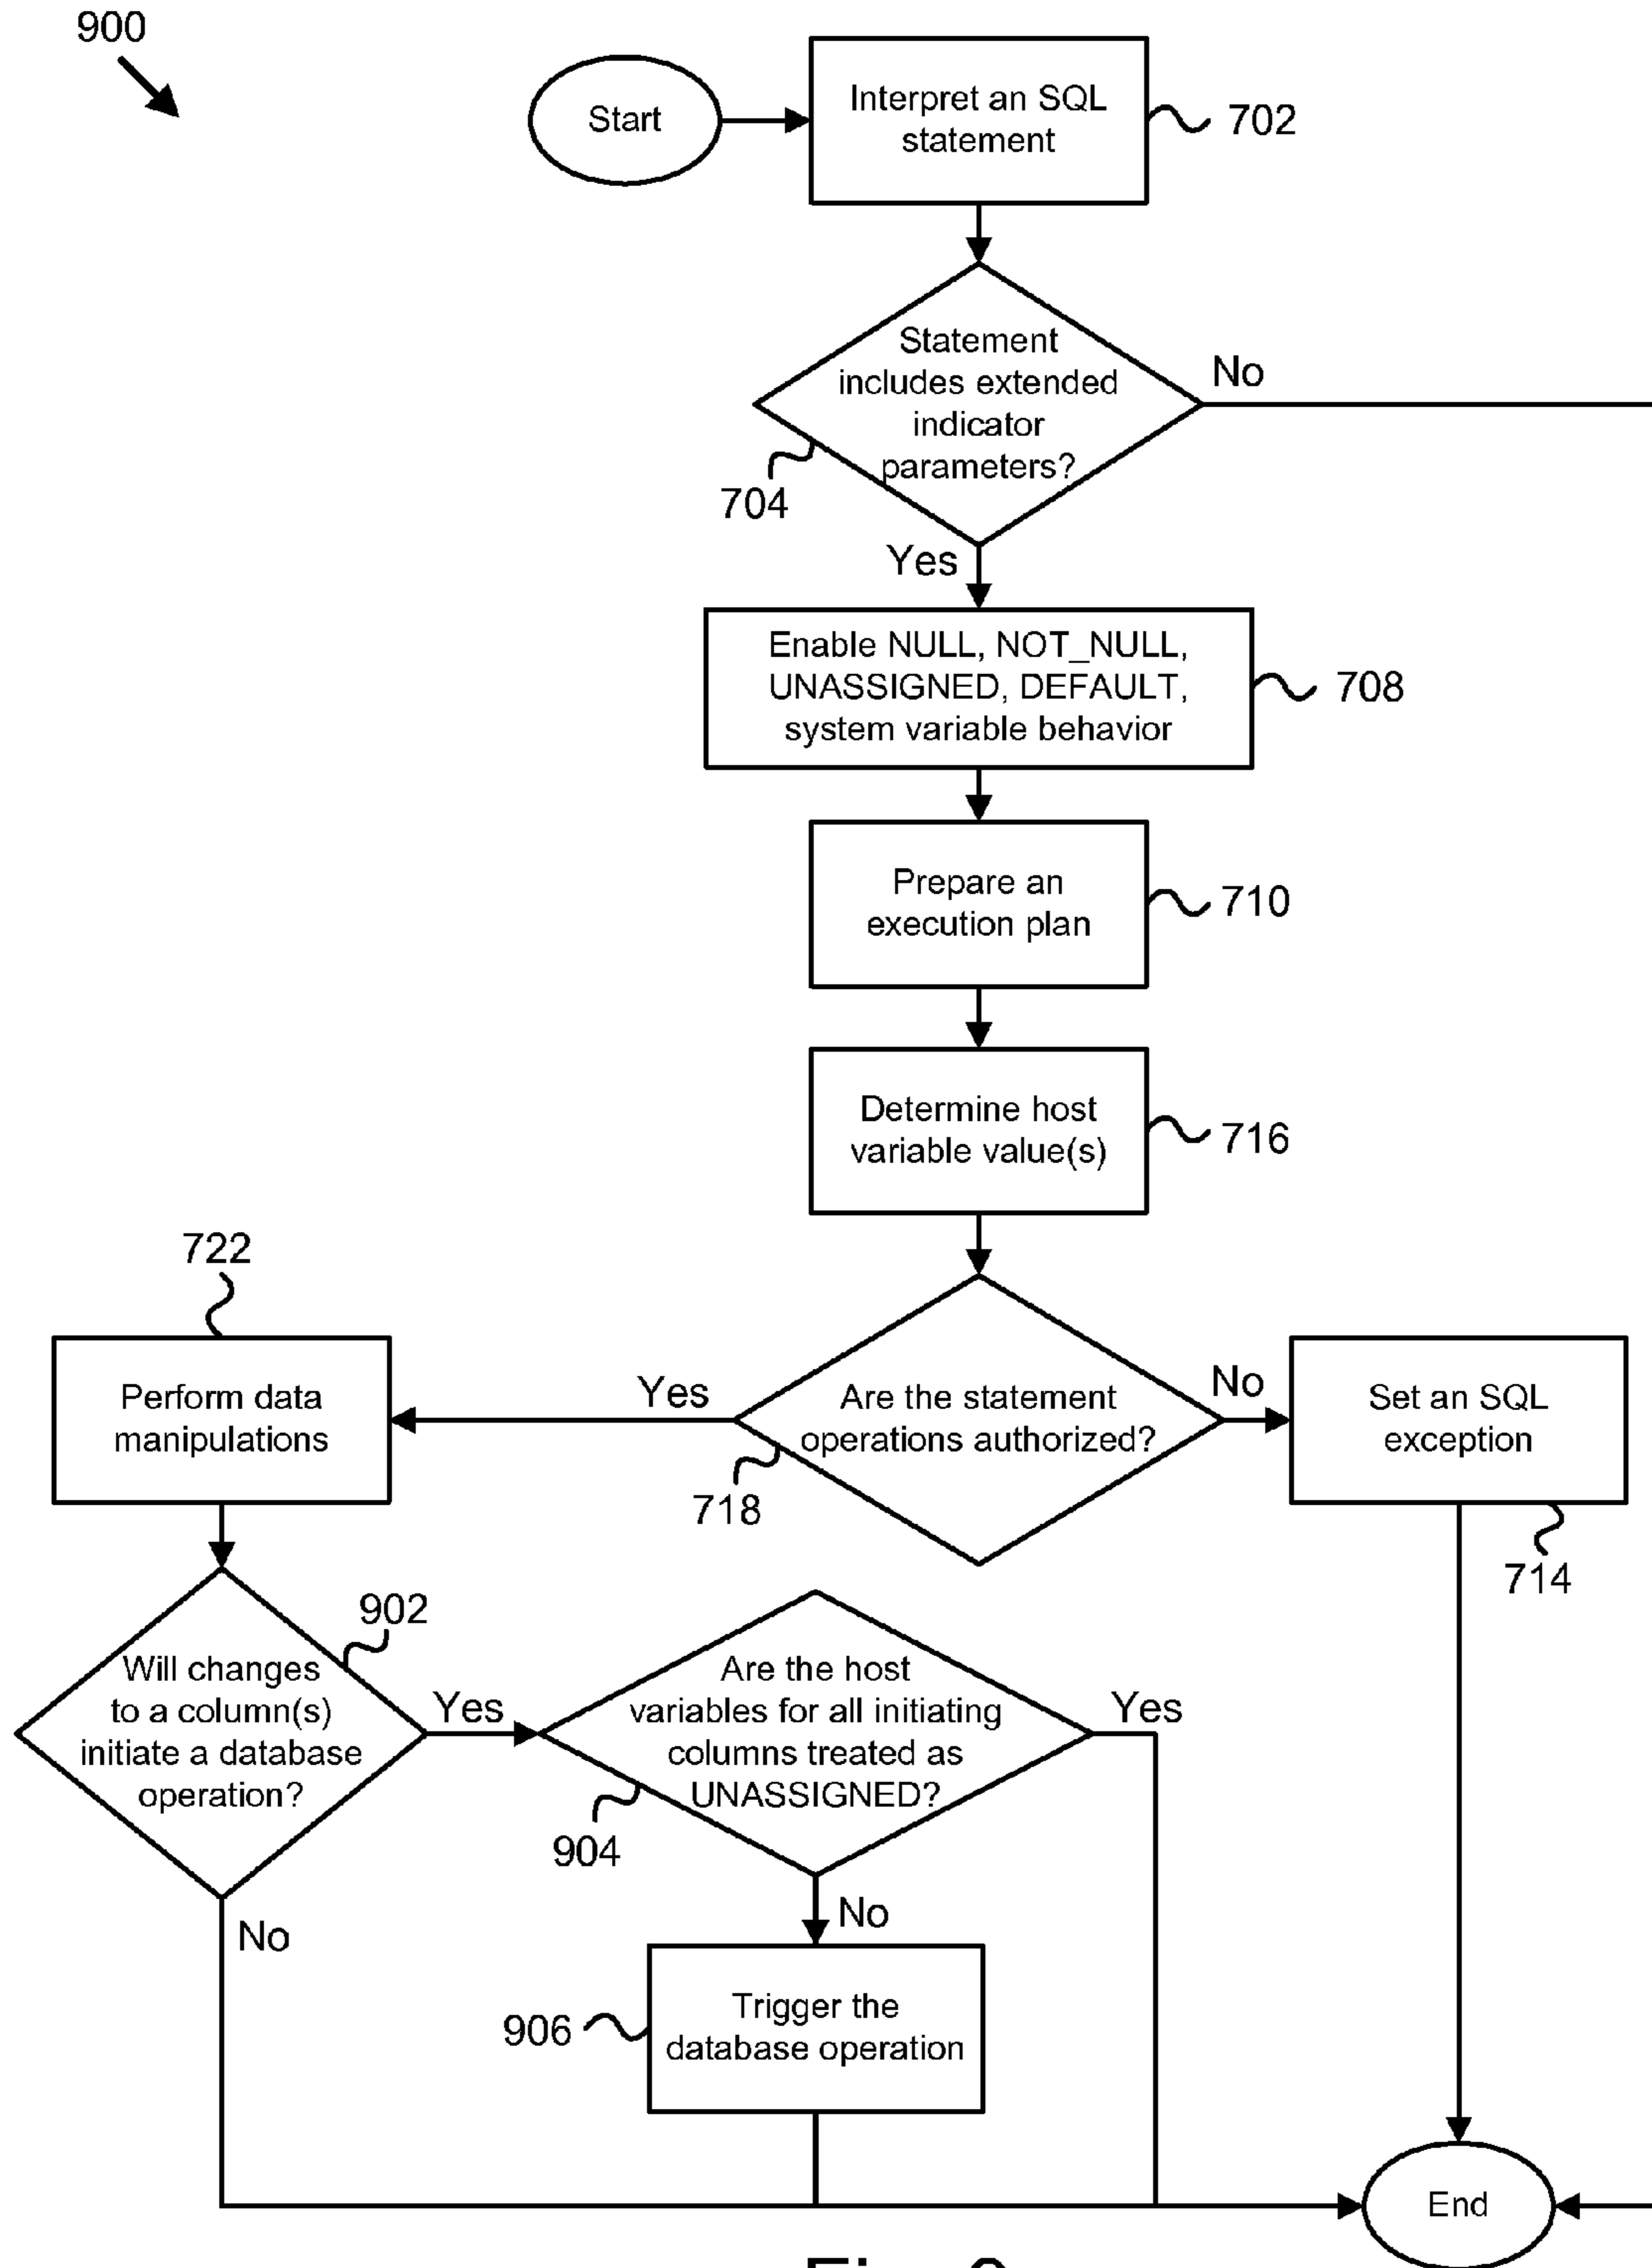 900
Start
Interpret an SQL
statement
702
Statement
includes extended
indicator
parameters?
No
704
Yes
Enable NULL, NOT_NULL,
UNASSIGNED, DEFAULT,
system variable behavior
708
Prepare an
execution plan
710
Determine host
variable value(s)
716
722
Perform data
manipulations
Yes
Are the statement
operations authorized?
No
Set an SQL
exception
718
714
902
Will changes
to a column(s)
initiate a database
operation?
Yes
Are the host
variables for all initiating
columns treated as
UNASSIGNED?
Yes
904
No
No
906
Trigger the
database operation
End